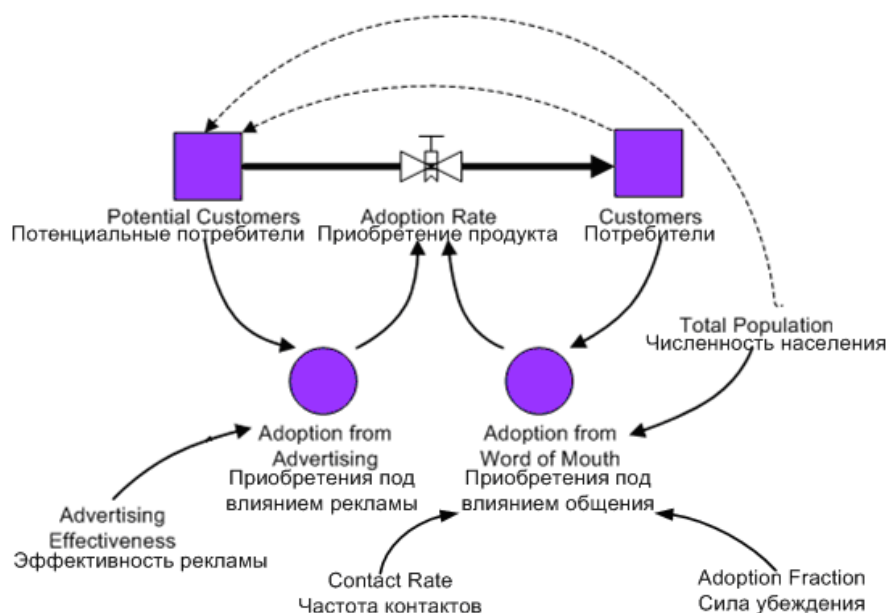 Potential Customers
Потенциальные потребители
Adoption Rate
Приобретение продукта
Customers
Потребители
Total Population
Численность населения
Adoption from
Advertising
Приобретения под
влиянием рекламы
Adoption from
Word of Mouth
Приобретения под
влиянием общения
Advertising
Effectiveness
Эффективность рекламы
Contact Rate
Частота контактов
Adoption Fraction
Сила убеждения